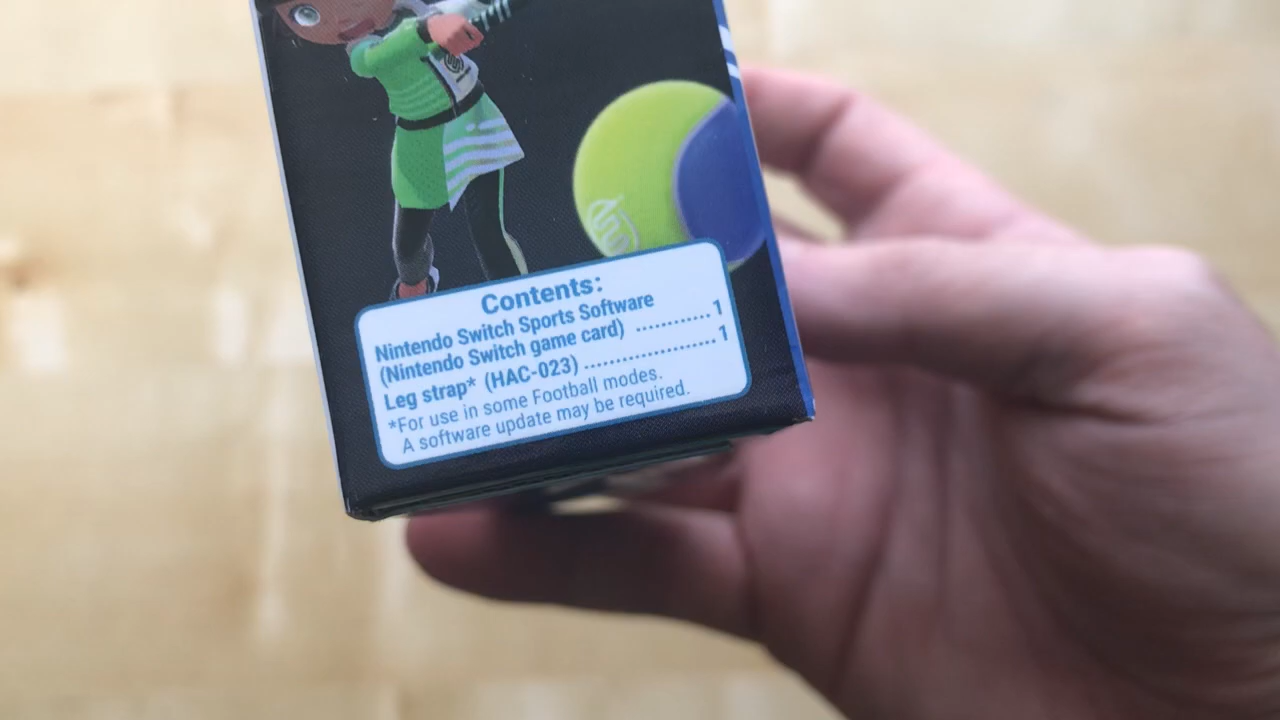 Contents:
Nintendo Switch Sports Software
(Nintendo Switch game card) ............1
Leg strap* (HAC-023) .....................1
*For use in some Football modes.
A software update may be required.